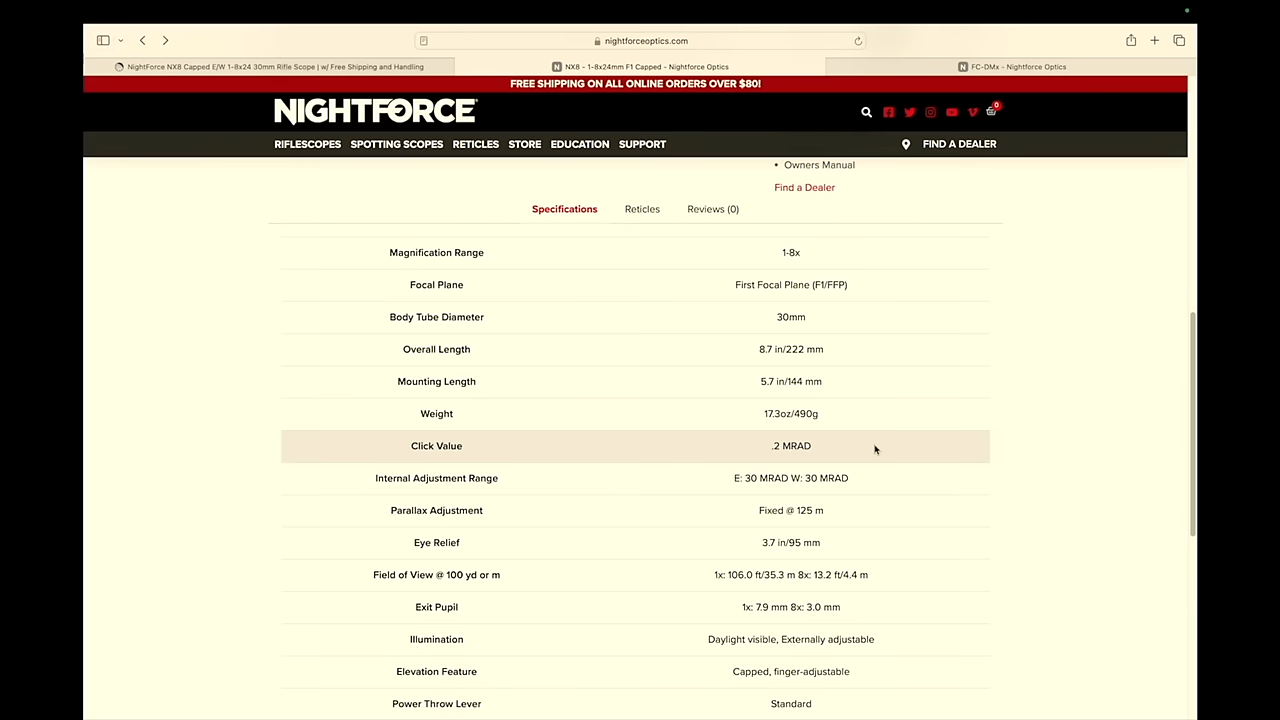 nightforceoptics.com
NightForce NX8 Capped E/W 1-8x24 30mm Rifle Scope | w/ Free Shipping and Handling
NX8 - 1-8x24mm F1 Capped - Nightforce Optics
FC-DMx - Nightforce Optics
FREE SHIPPING ON ALL ONLINE ORDERS OVER $80!
NIGHTFORCE
0
RIFLESCOPES SPOTTING SCOPES RETICLES STORE EDUCATION SUPPORT FIND A DEALER
• Owners Manual
Find a Dealer
Specifications Reticles Reviews (0)
Magnification Range 1-8x
Focal Plane First Focal Plane (F1/FFP)
Body Tube Diameter 30mm
Overall Length 8.7 in/222 mm
Mounting Length 5.7 in/144 mm
Weight 17.3oz/490g
Click Value .2 MRAD
Internal Adjustment Range E: 30 MRAD W: 30 MRAD
Parallax Adjustment Fixed @ 125 m
Eye Relief 3.7 in/95 mm
Field of View @ 100 yd or m 1x: 106.0 ft/35.3 m 8x: 13.2 ft/4.4 m
Exit Pupil 1x: 7.9 mm 8x: 3.0 mm
Illumination Daylight visible, Externally adjustable
Elevation Feature Capped, finger-adjustable
Power Throw Lever Standard